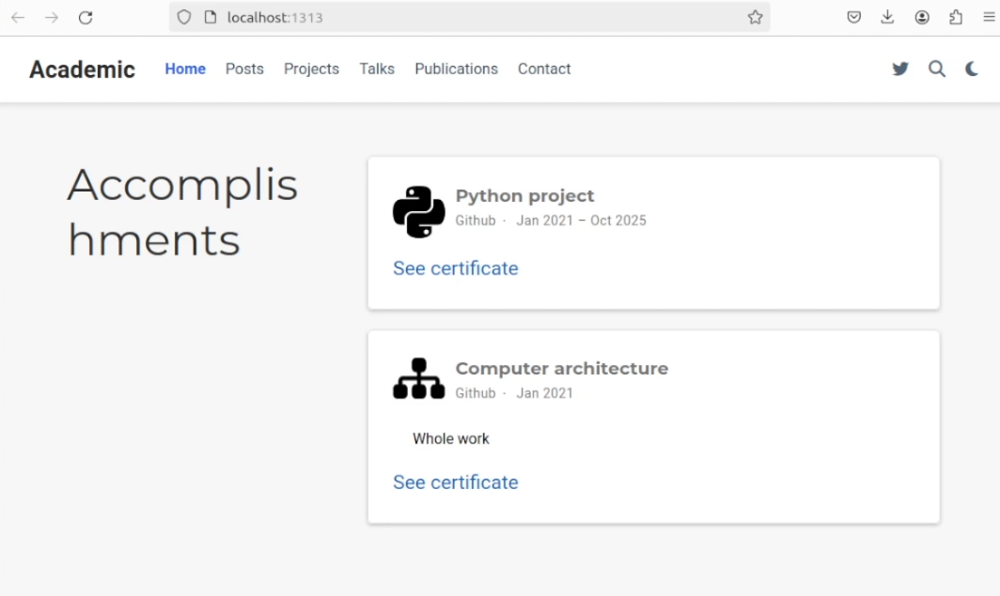 localhost:1313
Academic Home Posts Projects Talks Publications Contact
Accomplis
hments
Python project
Github · Jan 2021 – Oct 2025
See certificate
Computer architecture
Github · Jan 2021
Whole work
See certificate